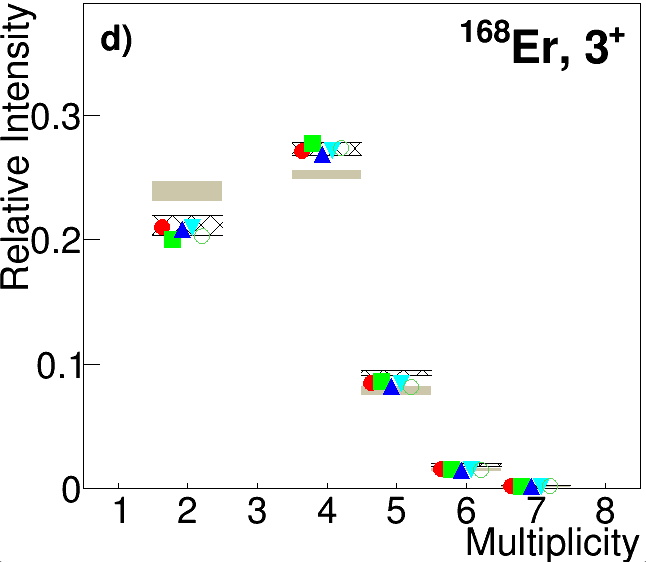 d)
¹⁶⁸Er, 3⁺
Relative Intensity
0.3
0.2
0.1
0
1 2 3 4 5 6 7 8
Multiplicity